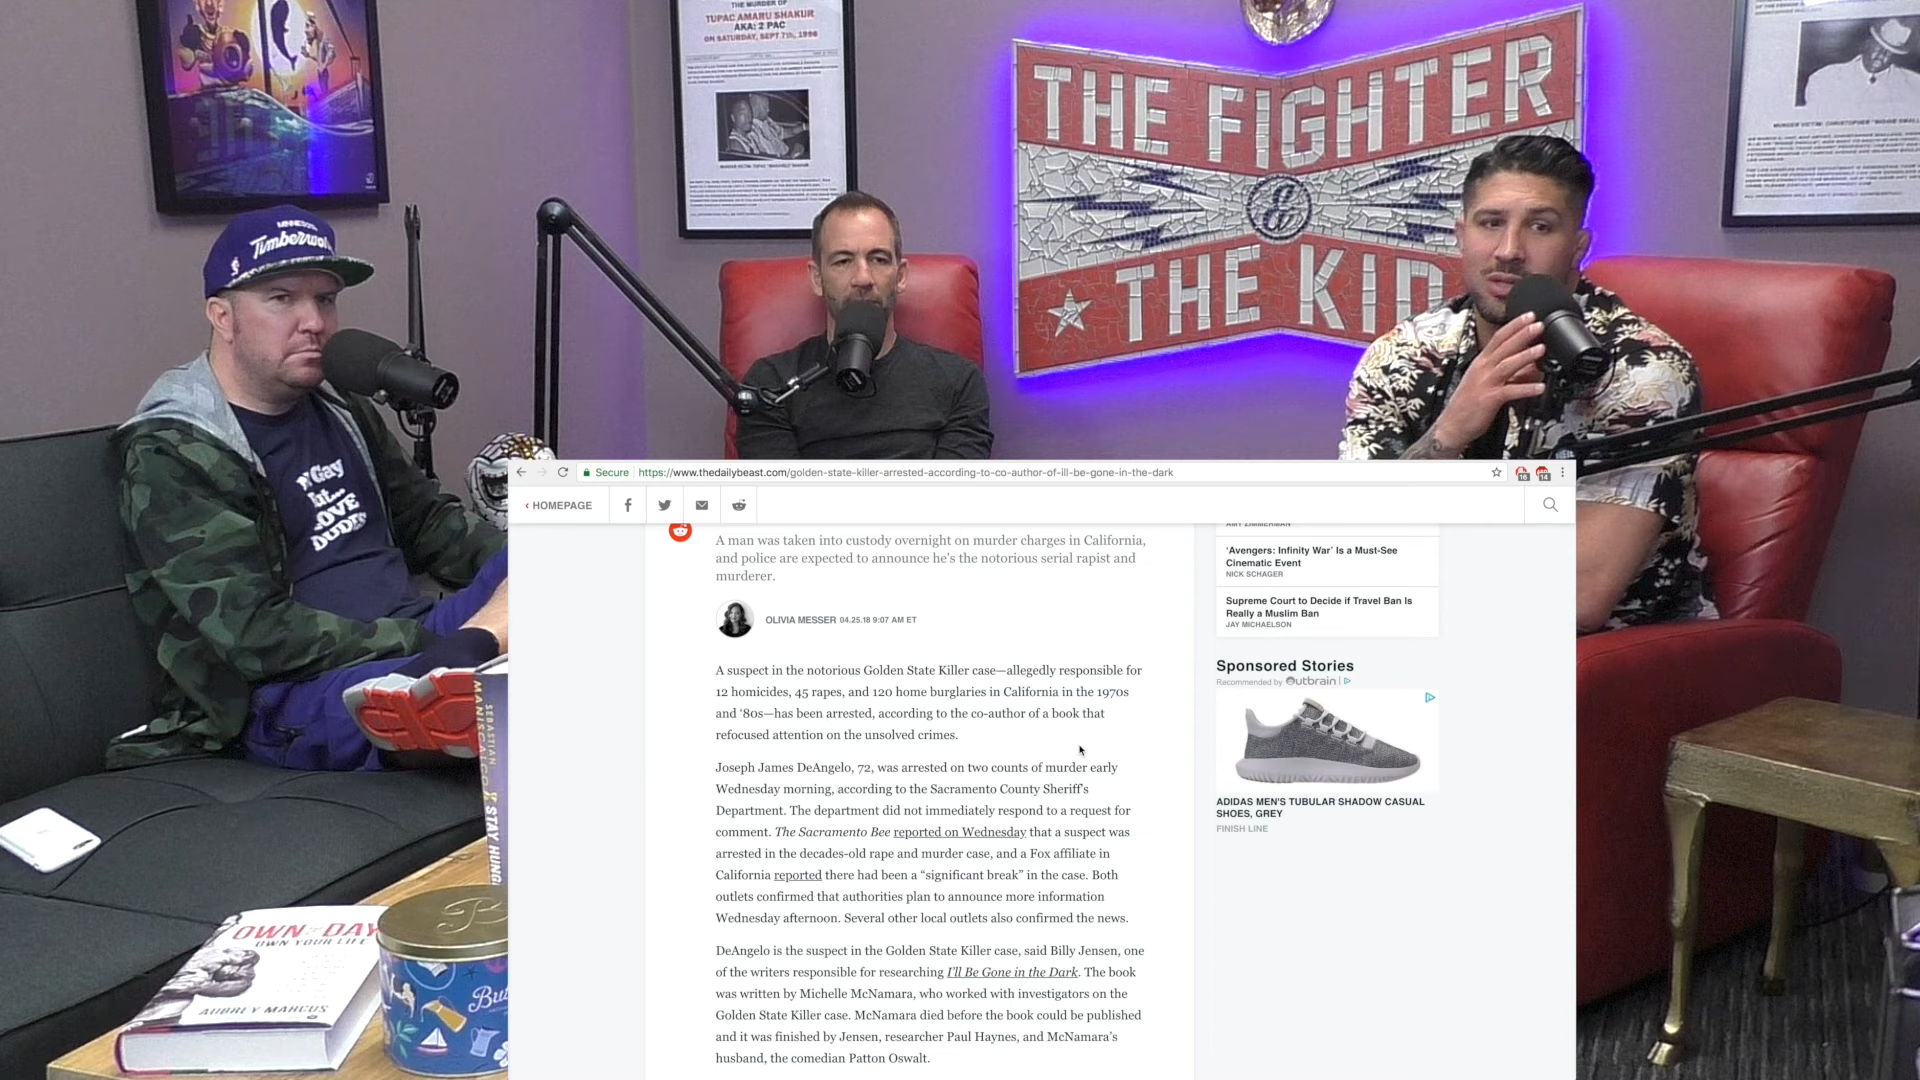 THE MURDER OF
TUPAC AMARU SHAKUR
AKA: 2 PAC
ON SATURDAY, SEPT. 7th, 1996
THE FIGHTER
&
THE KID
MINNESOTA
Timberwol
My Gay
but...
LOVE
DUDES
Secure
https://www.thedailybeast.com/golden-state-killer-arrested-according-to-co-author-of-ill-be-gone-in-the-dark
16
14
‹ HOMEPAGE
AMY ZIMMERMAN
A man was taken into custody overnight on murder charges in California,
and police are expected to announce he's the notorious serial rapist and
murderer.
OLIVIA MESSER 04.25.18 9:07 AM ET
A suspect in the notorious Golden State Killer case—allegedly responsible for
12 homicides, 45 rapes, and 120 home burglaries in California in the 1970s
and '80s—has been arrested, according to the co-author of a book that
refocused attention on the unsolved crimes.
Joseph James DeAngelo, 72, was arrested on two counts of murder early
Wednesday morning, according to the Sacramento County Sheriff's
Department. The department did not immediately respond to a request for
comment. The Sacramento Bee reported on Wednesday that a suspect was
arrested in the decades-old rape and murder case, and a Fox affiliate in
California reported there had been a “significant break” in the case. Both
outlets confirmed that authorities plan to announce more information
Wednesday afternoon. Several other local outlets also confirmed the news.
DeAngelo is the suspect in the Golden State Killer case, said Billy Jensen, one
of the writers responsible for researching I'll Be Gone in the Dark. The book
was written by Michelle McNamara, who worked with investigators on the
Golden State Killer case. McNamara died before the book could be published
and it was finished by Jensen, researcher Paul Haynes, and McNamara's
husband, the comedian Patton Oswalt.
‘Avengers: Infinity War’ Is a Must-See
Cinematic Event
NICK SCHAGER
Supreme Court to Decide if Travel Ban Is
Really a Muslim Ban
JAY MICHAELSON
Sponsored Stories
Recommended by Outbrain
ADIDAS MEN'S TUBULAR SHADOW CASUAL
SHOES, GREY
FINISH LINE
SEBASTIAN
MANISCALCO
STAY HUNG
OWN THE DAY
OWN YOUR LIFE
AUBREY MARCUS
P
But